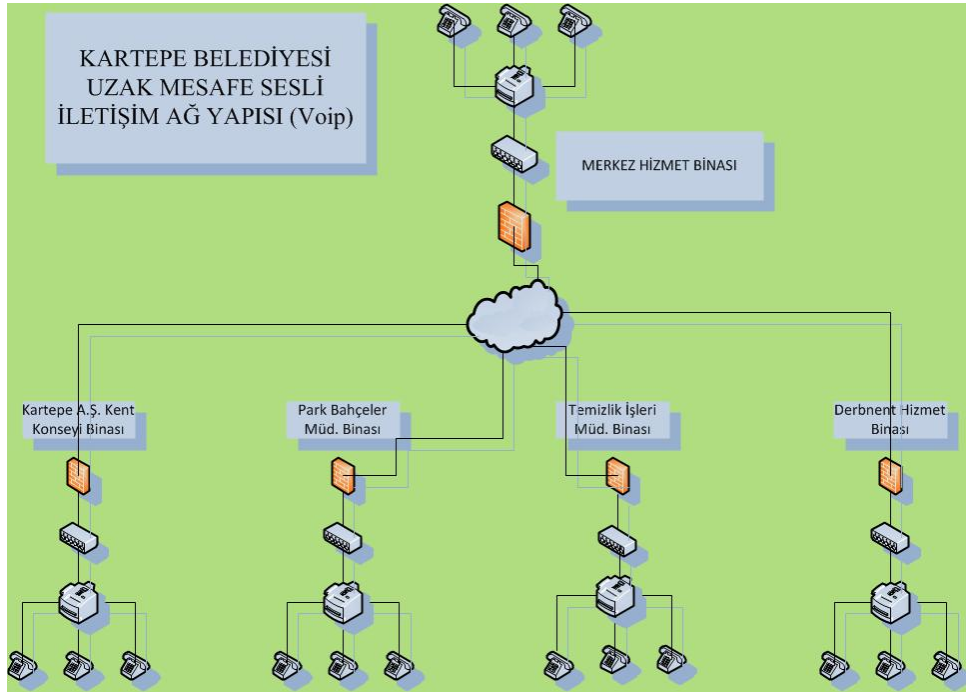 KARTEPE BELEDİYESİ
UZAK MESAFE SESLİ
İLETİŞİM AĞ YAPISI (Voip)
MERKEZ HİZMET BİNASI
Kartepe A.Ş. Kent
Konseyi Binası
Park Bahçeler
Müd. Binası
Temizlik İşleri
Müd. Binası
Derbnent Hizmet
Binası